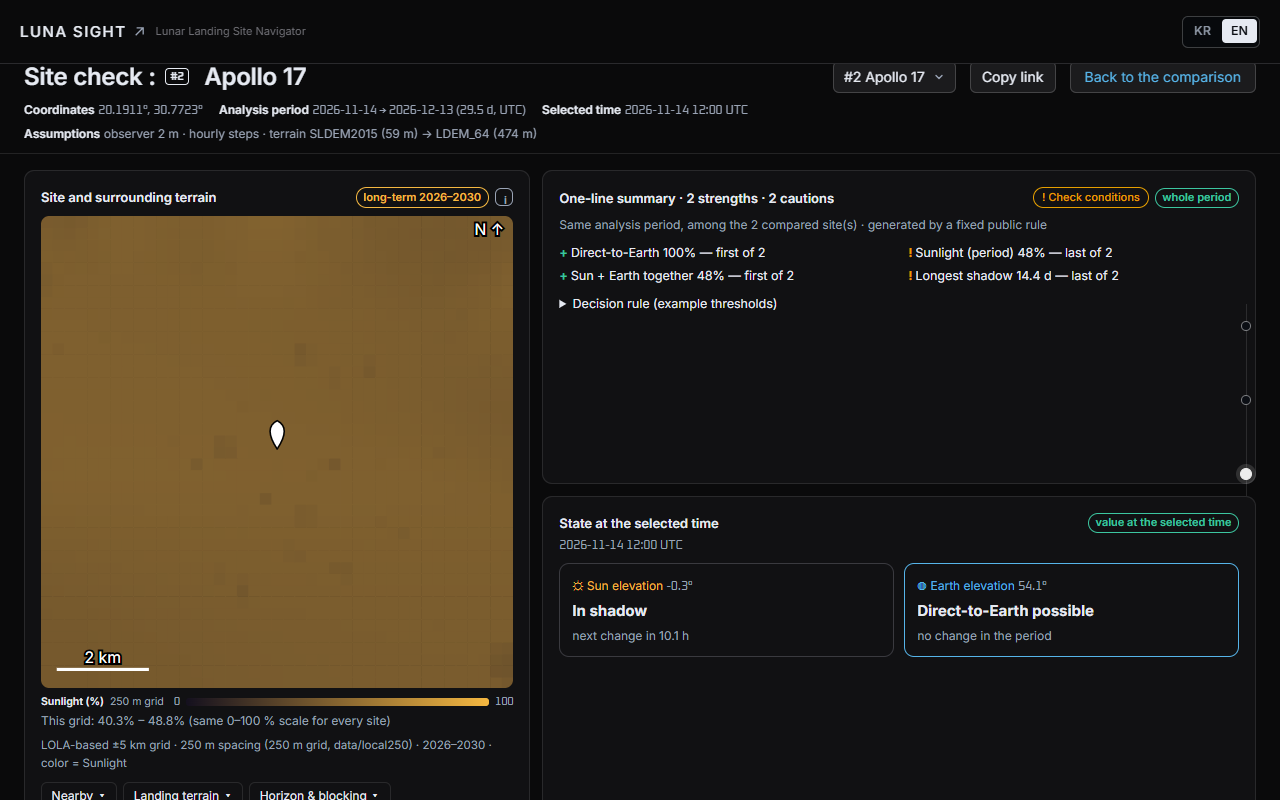 LUNA SIGHT ↗ Lunar Landing Site Navigator
KR EN
Site check : #2 Apollo 17
#2 Apollo 17
Copy link
Back to the comparison
Coordinates 20.1911°, 30.7723° Analysis period 2026-11-14 → 2026-12-13 (29.5 d, UTC) Selected time 2026-11-14 12:00 UTC
Assumptions observer 2 m · hourly steps · terrain SLDEM2015 (59 m) → LDEM_64 (474 m)
Site and surrounding terrain
long-term 2026–2030
i
N ↑
2 km
Sunlight (%) 250 m grid 0 100
This grid: 40.3% – 48.8% (same 0–100 % scale for every site)
LOLA-based ±5 km grid · 250 m spacing (250 m grid, data/local250) · 2026–2030 ·
color = Sunlight
Nearby ▾
Landing terrain ▾
Horizon & blocking ▾
One-line summary · 2 strengths · 2 cautions
! Check conditions
whole period
Same analysis period, among the 2 compared site(s) · generated by a fixed public rule
+ Direct-to-Earth 100% — first of 2
! Sunlight (period) 48% — last of 2
+ Sun + Earth together 48% — first of 2
! Longest shadow 14.4 d — last of 2
▶ Decision rule (example thresholds)
State at the selected time
value at the selected time
2026-11-14 12:00 UTC
Sun elevation -0.3°
In shadow
next change in 10.1 h
Earth elevation 54.1°
Direct-to-Earth possible
no change in the period